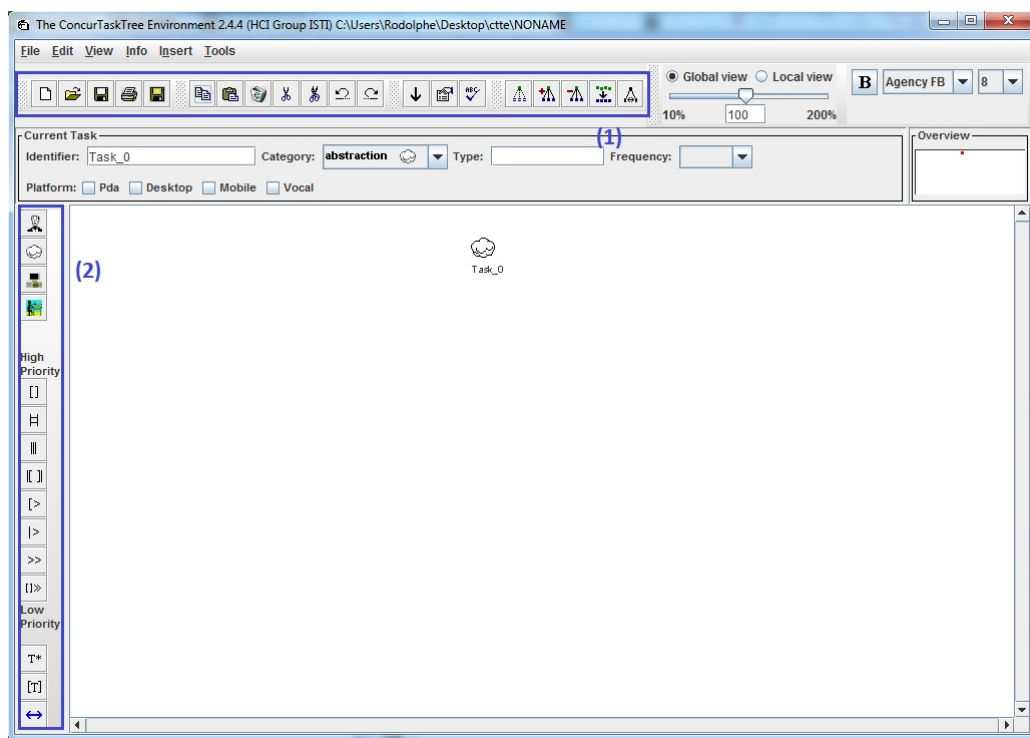 The ConcurTaskTree Environment 2.4.4 (HCI Group ISTI) C:\Users\Rodolphe\Desktop\ctte\NONAME
File Edit View Info Insert Tools
Global view Local view
B Agency FB 8
10% 100 200%
ABC
(1)
Current Task
Overview
Identifier: Task_0 Category: abstraction Type: Frequency:
Platform: Pda Desktop Mobile Vocal
(2)
Task_0
High
Priority
[]
|=|
|||
|[]|
[>
|>
>>
[]>>
Low
Priority
T*
[T]